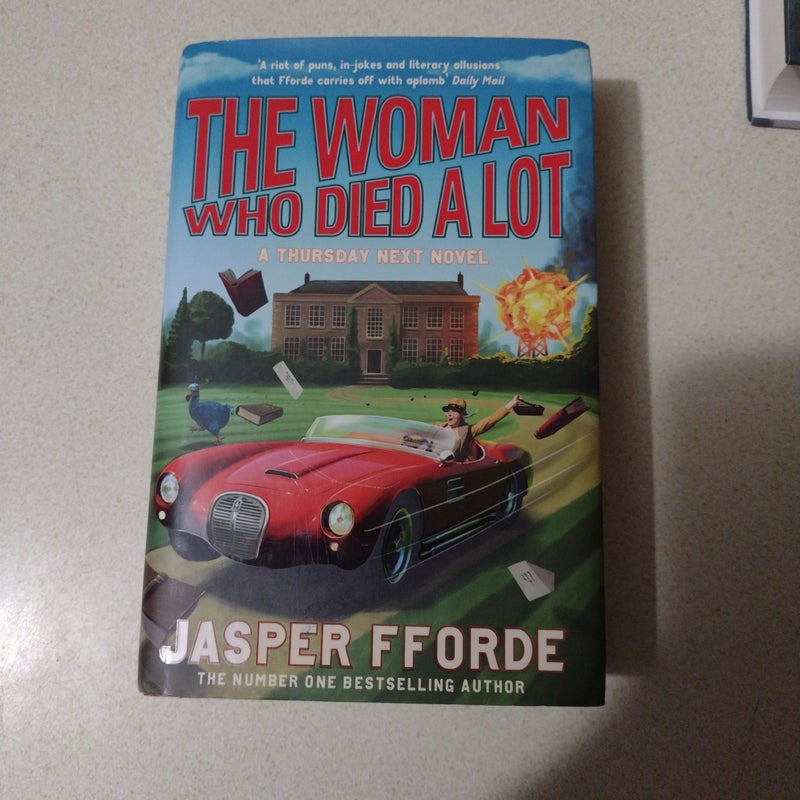 'A riot of puns, in-jokes and literary allusions
that Fforde carries off with aplomb' Daily Mail
THE WOMAN
WHO DIED A LOT
A THURSDAY NEXT NOVEL
JASPER FFORDE
THE NUMBER ONE BESTSELLING AUTHOR